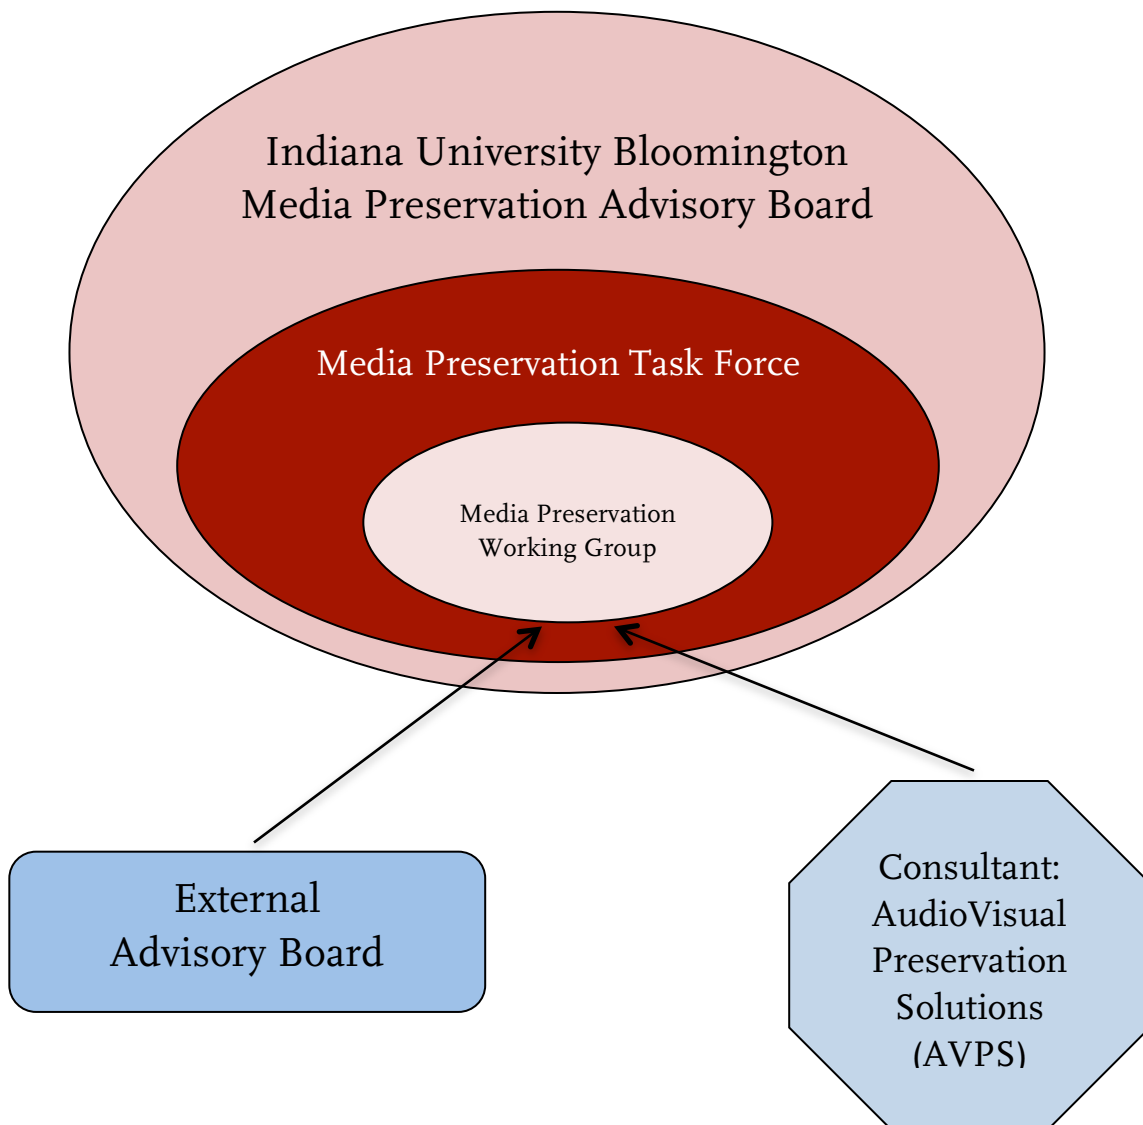 Indiana University Bloomington
Media Preservation Advisory Board
Media Preservation Task Force
Media Preservation
Working Group
External
Advisory Board
Consultant:
AudioVisual
Preservation
Solutions
(AVPS)